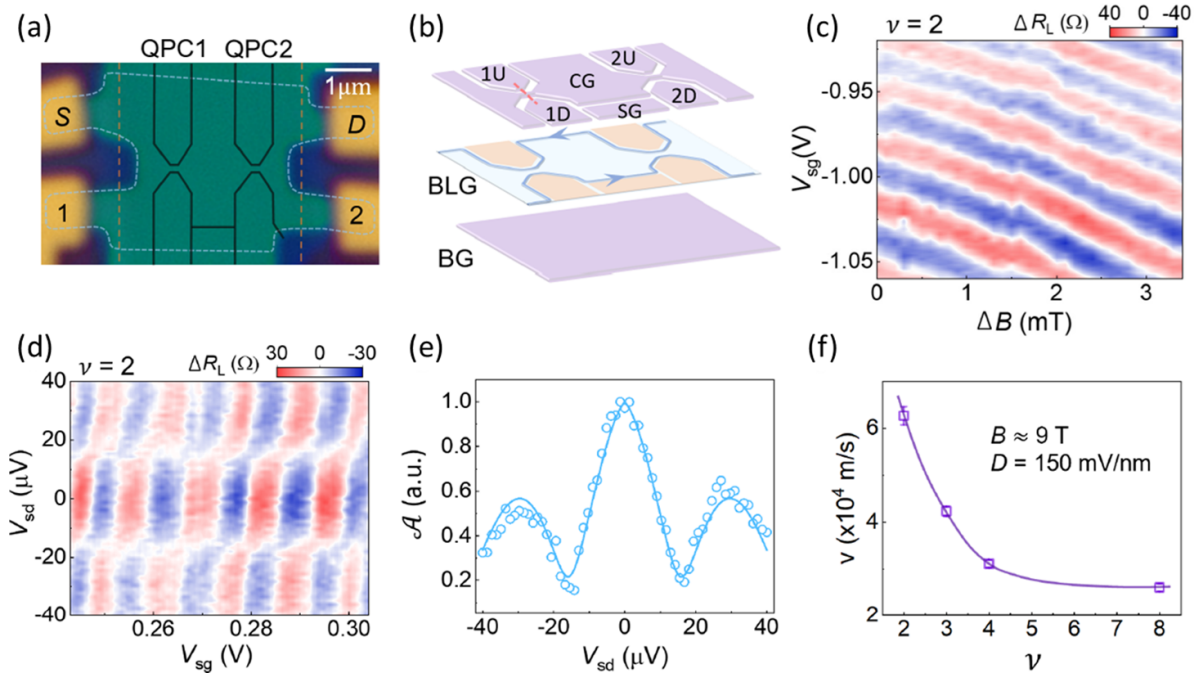 (a)
QPC1 QPC2
1μm
S
D
1
2
(b)
1U
2U
CG
1D
SG
2D
BLG
BG
(c)
ν = 2
ΔR_L (Ω)
40 0 -40
-0.95
-1.00
-1.05
V_sg(V)
0 1 2 3
ΔB (mT)
(d)
ν = 2
ΔR_L (Ω)
30 0 -30
40
20
0
-20
-40
V_sd (μV)
0.26 0.28 0.30
V_sg (V)
(e)
1.0
0.8
0.6
0.4
0.2
𝒜 (a.u.)
-40 -20 0 20 40
V_sd (μV)
(f)
6
4
2
v (x10⁴ m/s)
B ≈ 9 T
D = 150 mV/nm
2 3 4 5 6 7 8
ν